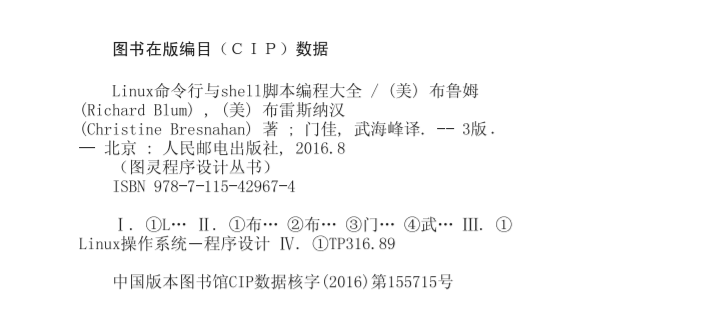 图书在版编目（CIP）数据
Linux命令行与shell脚本编程大全 / (美) 布鲁姆
(Richard Blum) , (美) 布雷斯纳汉
(Christine Bresnahan) 著 ; 门佳, 武海峰译. -- 3版.
— 北京 : 人民邮电出版社, 2016.8
（图灵程序设计丛书）
ISBN 978-7-115-42967-4
Ⅰ. ①L… Ⅱ. ①布… ②布… ③门… ④武… Ⅲ. ①
Linux操作系统—程序设计 Ⅳ. ①TP316.89
中国版本图书馆CIP数据核字(2016)第155715号